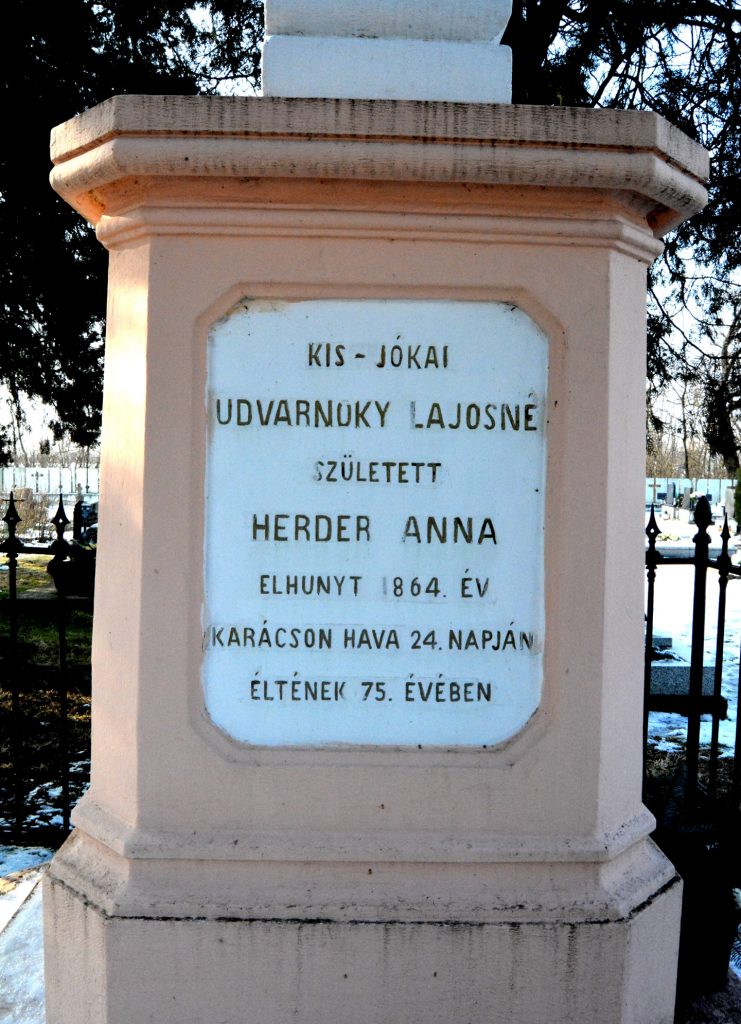 KIS - JÓKAI
UDVARNOKY LAJOSNÉ
SZÜLETETT
HERDER ANNA
ELHUNYT 1864. ÉV
KARÁCSON HAVA 24. NAPJÁN
ÉLTÉNEK 75. ÉVÉBEN